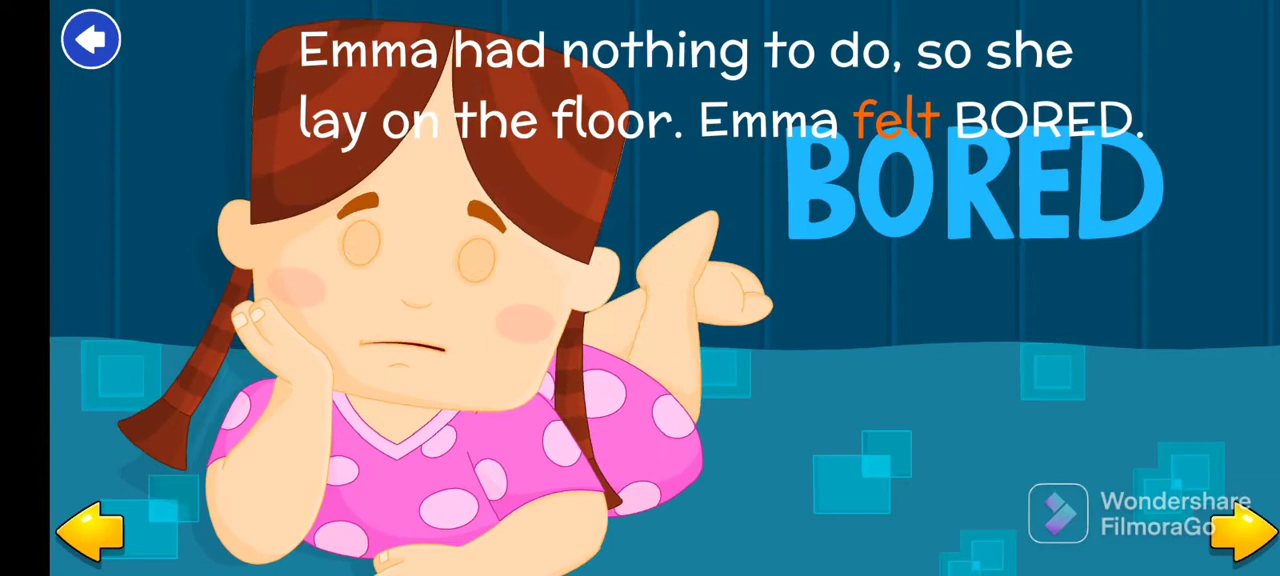 Emma had nothing to do, so she
lay on the floor. Emma felt BORED.
BORED
Wondershare
FilmoraGo